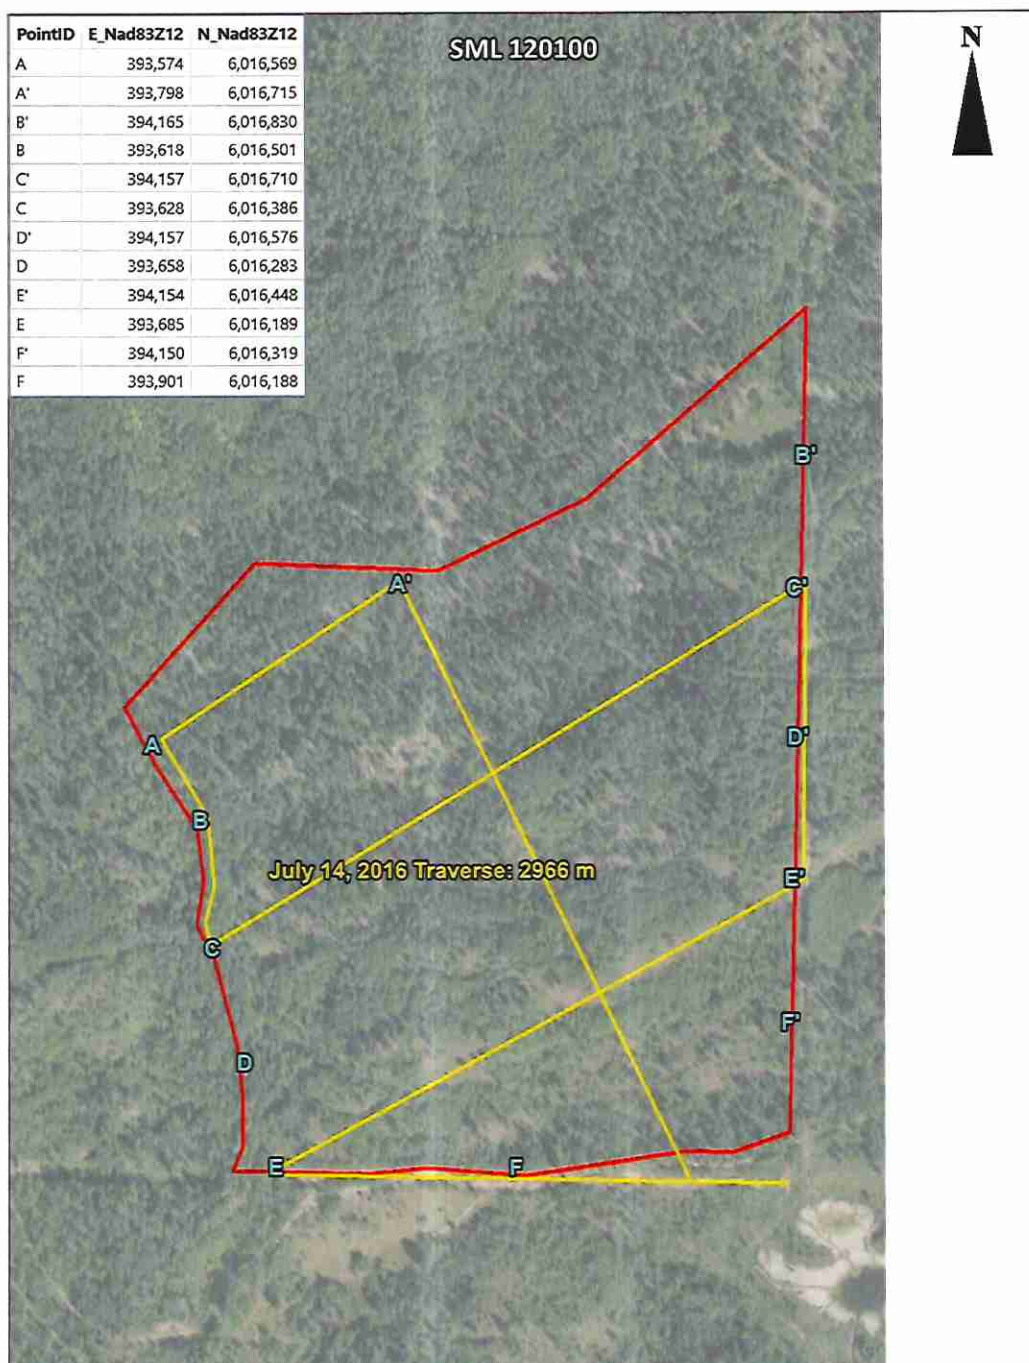 PointID E_Nad83Z12 N_Nad83Z12
A 393,574 6,016,569
A' 393,798 6,016,715
B' 394,165 6,016,830
B 393,618 6,016,501
C' 394,157 6,016,710
C 393,628 6,016,386
D' 394,157 6,016,576
D 393,658 6,016,283
E' 394,154 6,016,448
E 393,685 6,016,189
F' 394,150 6,016,319
F 393,901 6,016,188
SML 120100
N
B'
A'
C'
A
D'
B
July 14, 2016 Traverse: 2966 m
E'
C
F'
D
E
F